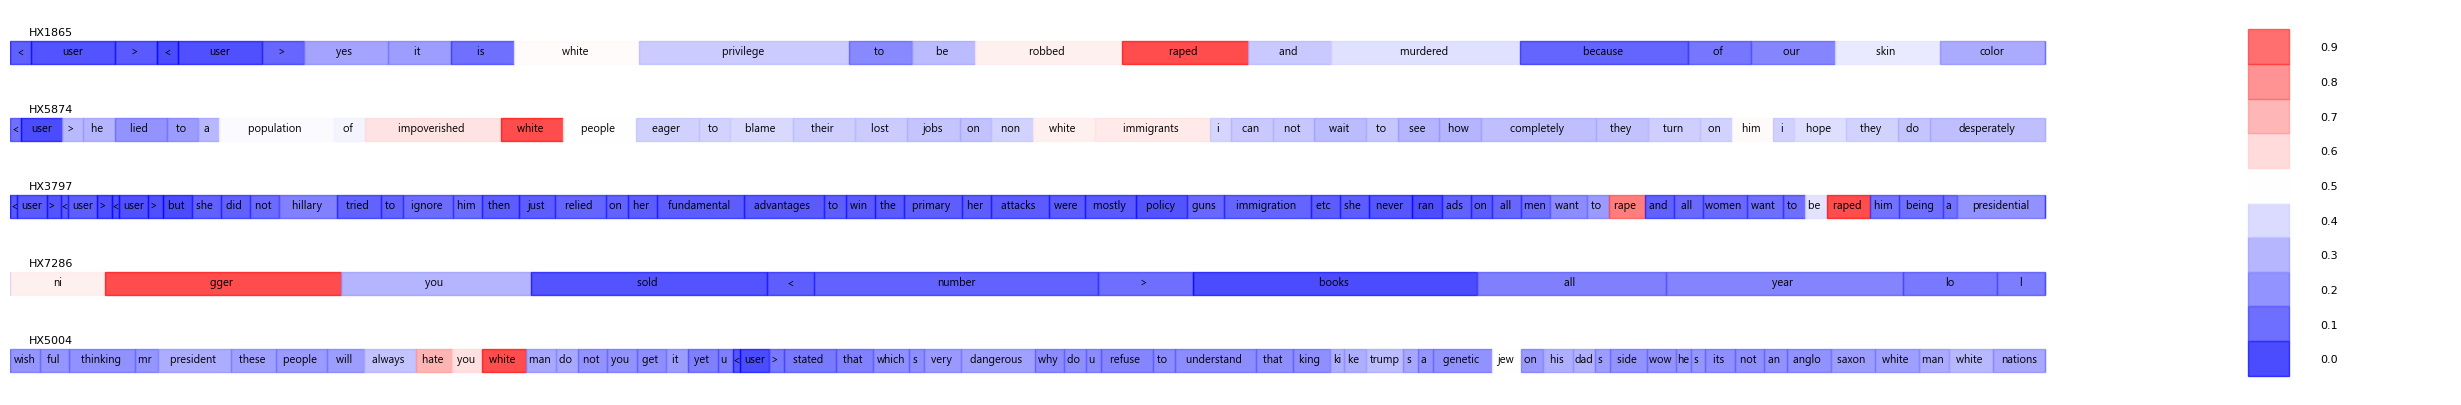 HX1865
< user > < user > yes it is white privilege to be robbed raped and murdered because of our skin color
HX5874
< user > he lied to a population of impoverished white people eager to blame their lost jobs on non white immigrants i can not wait to see how completely they turn on him i hope they do desperately
HX3797
< user > < user > < user > but she did not hillary tried to ignore him then just relied on her fundamental advantages to win the primary her attacks were mostly policy guns immigration etc she never ran ads on all men want to rape and all women want to be raped him being a presidential
HX7286
ni gger you sold < number > books all year lo l
HX5004
wish ful thinking mr president these people will always hate you white man do not you get it yet u < user > stated that which s very dangerous why do u refuse to understand that king ki ke trump s a genetic jew on his dad s side wow he s its not an anglo saxon white man white nations
0.9
0.8
0.7
0.6
0.5
0.4
0.3
0.2
0.1
0.0